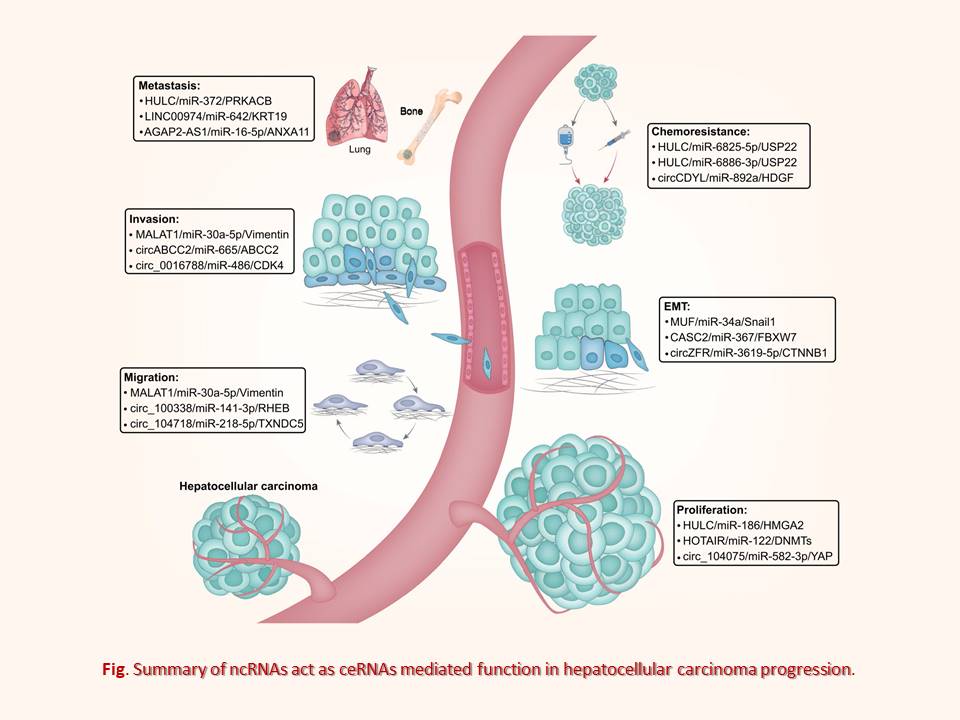 Metastasis:
• HULC/miR-372/PRKACB
• LINC00974/miR-642/KRT19
• AGAP2-AS1/miR-16-5p/ANXA11
Lung
Bone
Chemoresistance:
• HULC/miR-6825-5p/USP22
• HULC/miR-6886-3p/USP22
• circCDYL/miR-892a/HDGF
Invasion:
• MALAT1/miR-30a-5p/Vimentin
• circABCC2/miR-665/ABCC2
• circ_0016788/miR-486/CDK4
EMT:
• MUF/miR-34a/Snail1
• CASC2/miR-367/FBXW7
• circZFR/miR-3619-5p/CTNNB1
Migration:
• MALAT1/miR-30a-5p/Vimentin
• circ_100338/miR-141-3p/RHEB
• circ_104718/miR-218-5p/TXNDC5
Hepatocellular carcinoma
Proliferation:
• HULC/miR-186/HMGA2
• HOTAIR/miR-122/DNMTs
• circ_104075/miR-582-3p/YAP
Fig. Summary of ncRNAs act as ceRNAs mediated function in hepatocellular carcinoma progression.